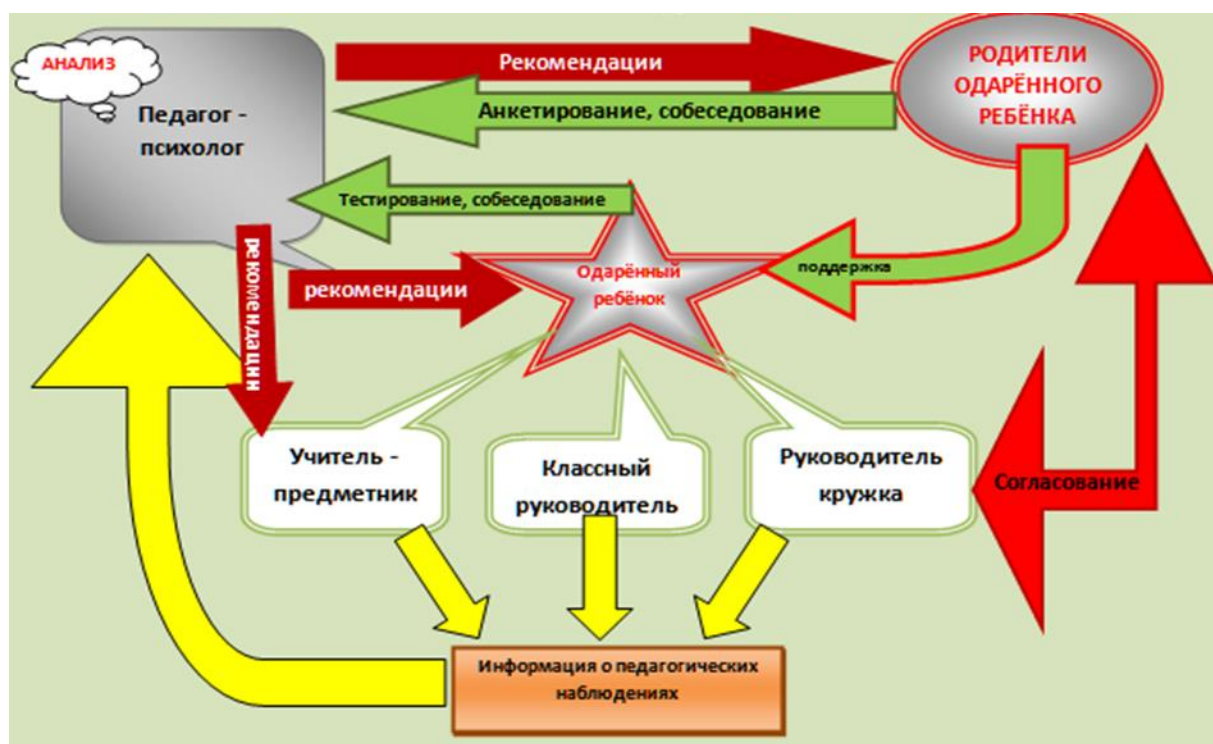 АНАЛИЗ
Педагог -
психолог
Рекомендации
Анкетирование, собеседование
РОДИТЕЛИ
ОДАРЁННОГО
РЕБЁНКА
Тестирование, собеседование
рекомендации
рекомендации
Одарённый
ребёнок
поддержка
Учитель -
предметник
Классный
руководитель
Руководитель
кружка
Согласование
Информация о педагогических
наблюдениях